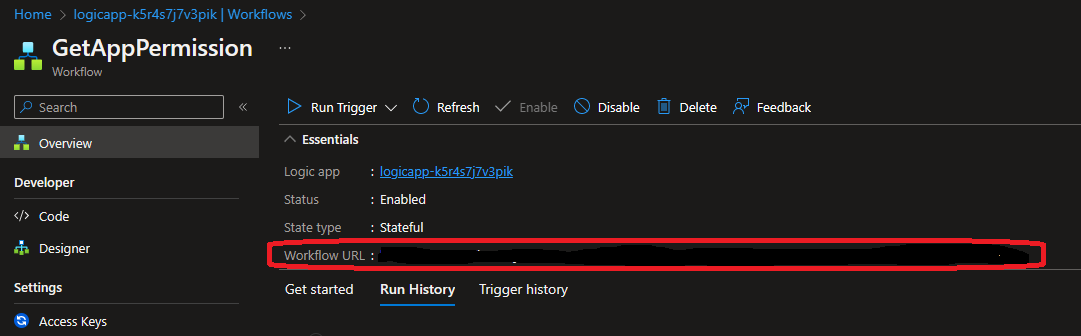 Home > logicapp-k5r4s7j7v3pik | Workflows >
GetAppPermission ...
Workflow
Search «
Run Trigger Refresh Enable Disable Delete Feedback
Overview
Essentials
Developer
Logic app : logicapp-k5r4s7j7v3pik
Status : Enabled
</> Code
State type : Stateful
Designer
Workflow URL :
Settings
Get started Run History Trigger history
Access Keys